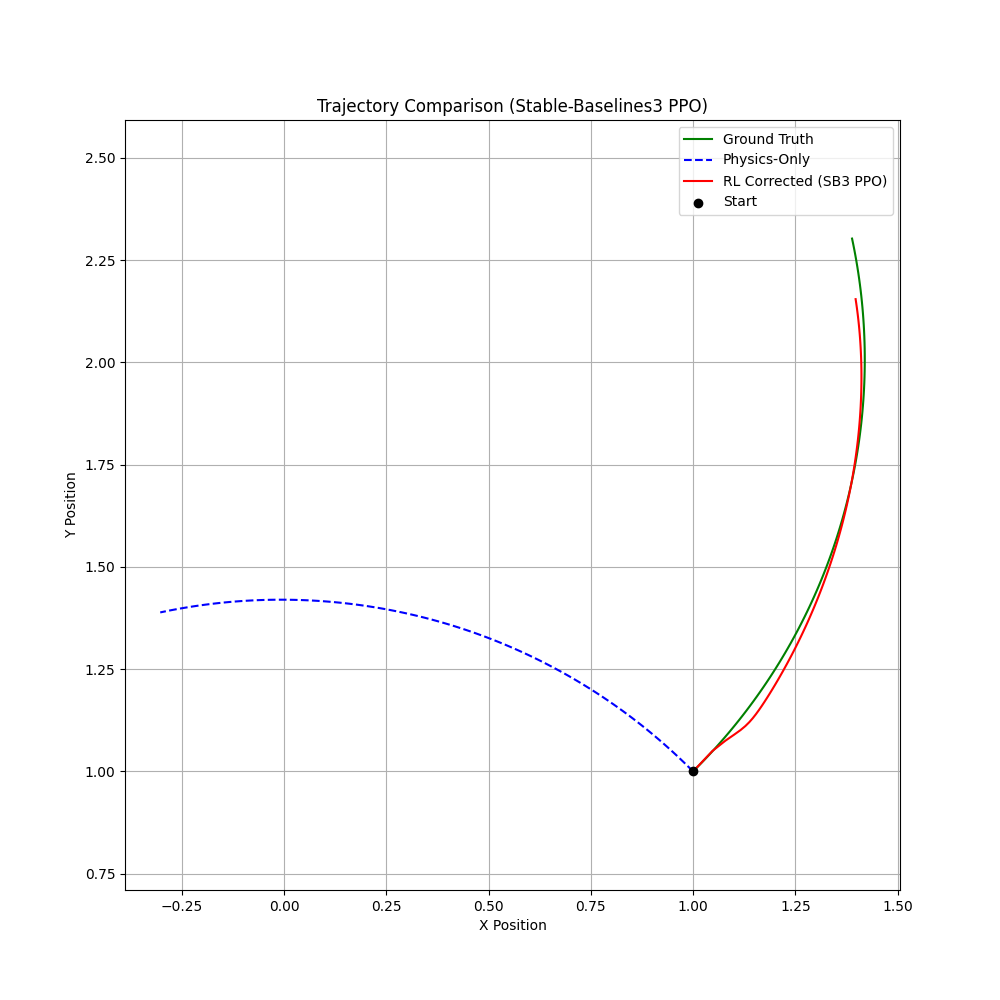 Trajectory Comparison (Stable-Baselines3 PPO)
Ground Truth
Physics-Only
RL Corrected (SB3 PPO)
Start
2.50
2.25
2.00
1.75
1.50
1.25
1.00
0.75
Y Position
−0.25 0.00 0.25 0.50 0.75 1.00 1.25 1.50
X Position